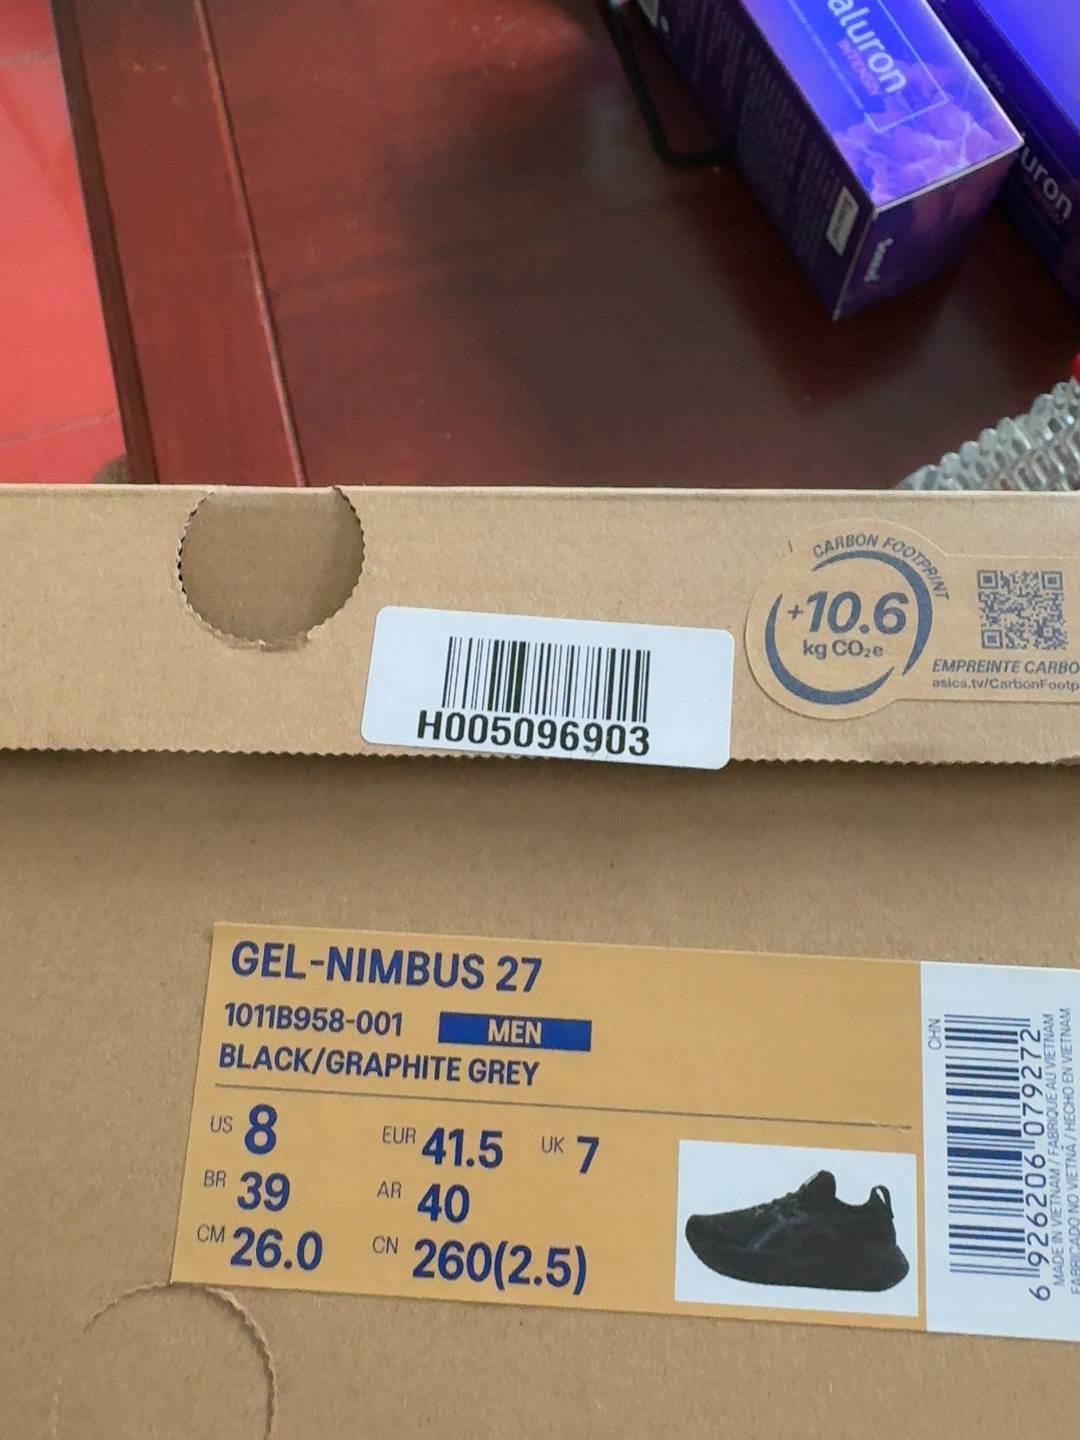 aluron
INTENSIV
uron
CARBON FOOTPRINT
+10.6
kg CO₂e
EMPREINTE CARBO
asics.tv/CarbonFootp
H005096903
GEL-NIMBUS 27
1011B958-001 MEN
BLACK/GRAPHITE GREY
US 8 EUR 41.5 UK 7
BR 39 AR 40
CM 26.0 CN 260(2.5)
CHN
6 926206 079272
MADE IN VIETNAM / FABRIQUÉ AU VIETNAM
FABRICADO NO VIETNÃ / HECHO EN VIETNAM